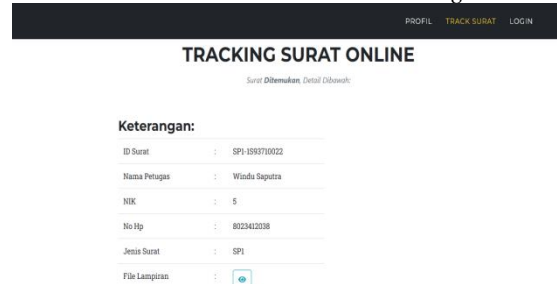 PROFIL TRACK SURAT LOGIN
TRACKING SURAT ONLINE
Surat Ditemukan, Detail Dibawah:
Keterangan:
ID Surat : SP1-1593710022
Nama Petugas : Windu Saputra
NIK : 5
No Hp : 8023412038
Jenis Surat : SP1
File Lampiran :